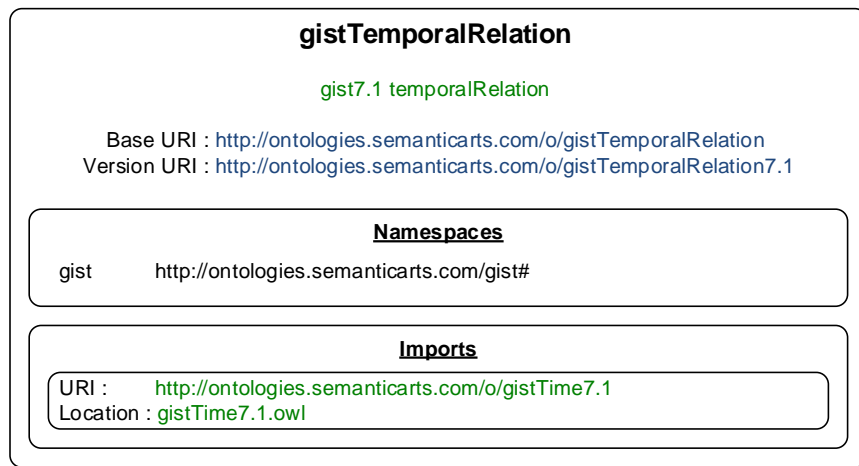 gistTemporalRelation
gist7.1 temporalRelation
Base URI : http://ontologies.semanticarts.com/o/gistTemporalRelation
Version URI : http://ontologies.semanticarts.com/o/gistTemporalRelation7.1
Namespaces
gist http://ontologies.semanticarts.com/gist#
Imports
URI : http://ontologies.semanticarts.com/o/gistTime7.1
Location : gistTime7.1.owl